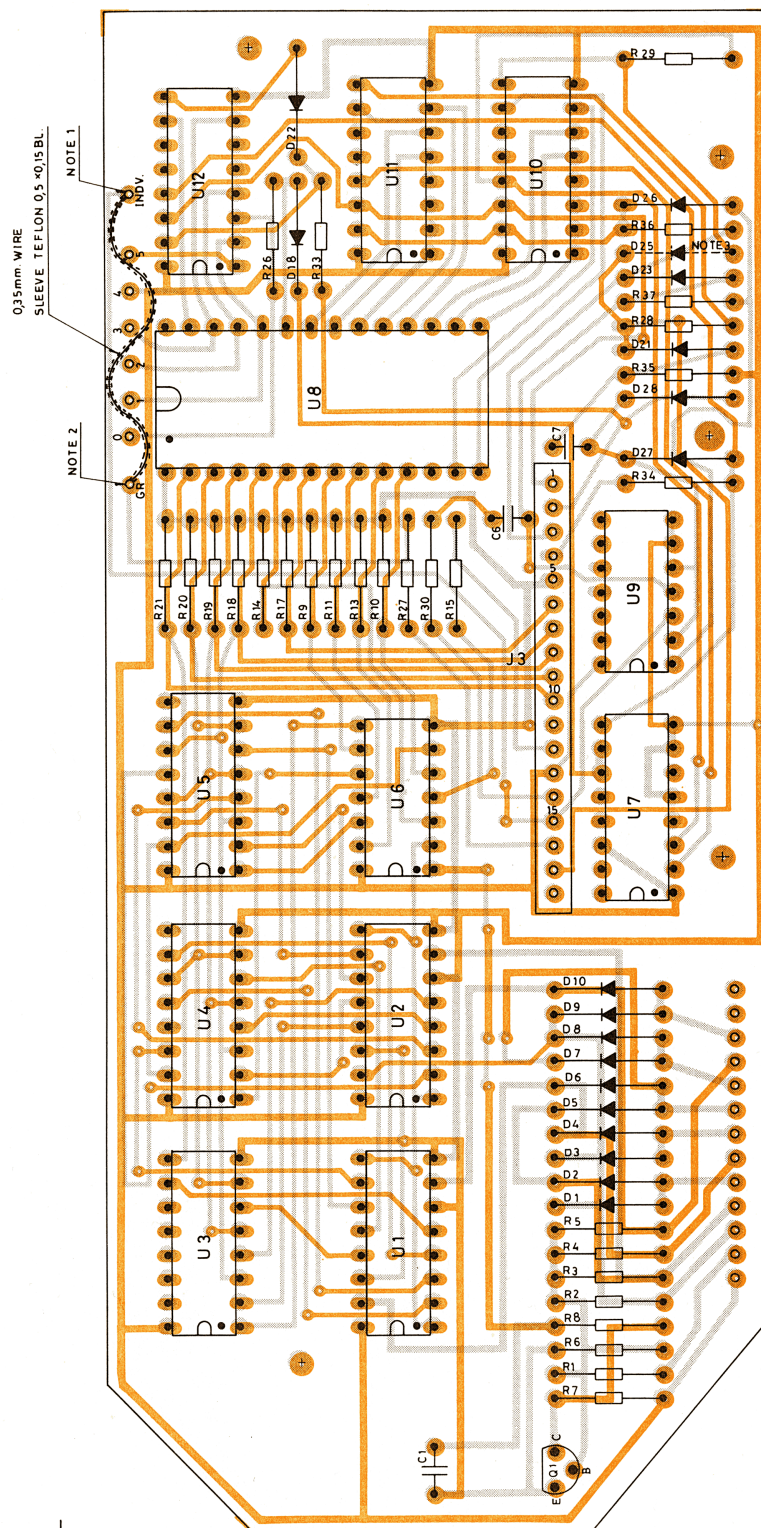 R29
D22
U12
U11
U10
NOTE 1
INDV.
0,35mm. WIRE
SLEEVE TEFLON 0,5 x0,15 BL.
5
4
3
2
1
0
GR
NOTE 2
R26
D18
R33
D26
R36
D25
NOTE 3
D23
R37
R28
D21
R35
D28
D27
R34
U8
C7
C6
1
5
10
15
J3
R21
R20
R19
R18
R14
R17
R9
R11
R13
R10
R27
R30
R15
U9
U5
U6
U7
U4
U2
D10
D9
D8
D7
D6
D5
D4
D3
D2
D1
R5
R4
R3
R2
R8
R6
R1
R7
U3
U1
C1
Q1
C
B
E